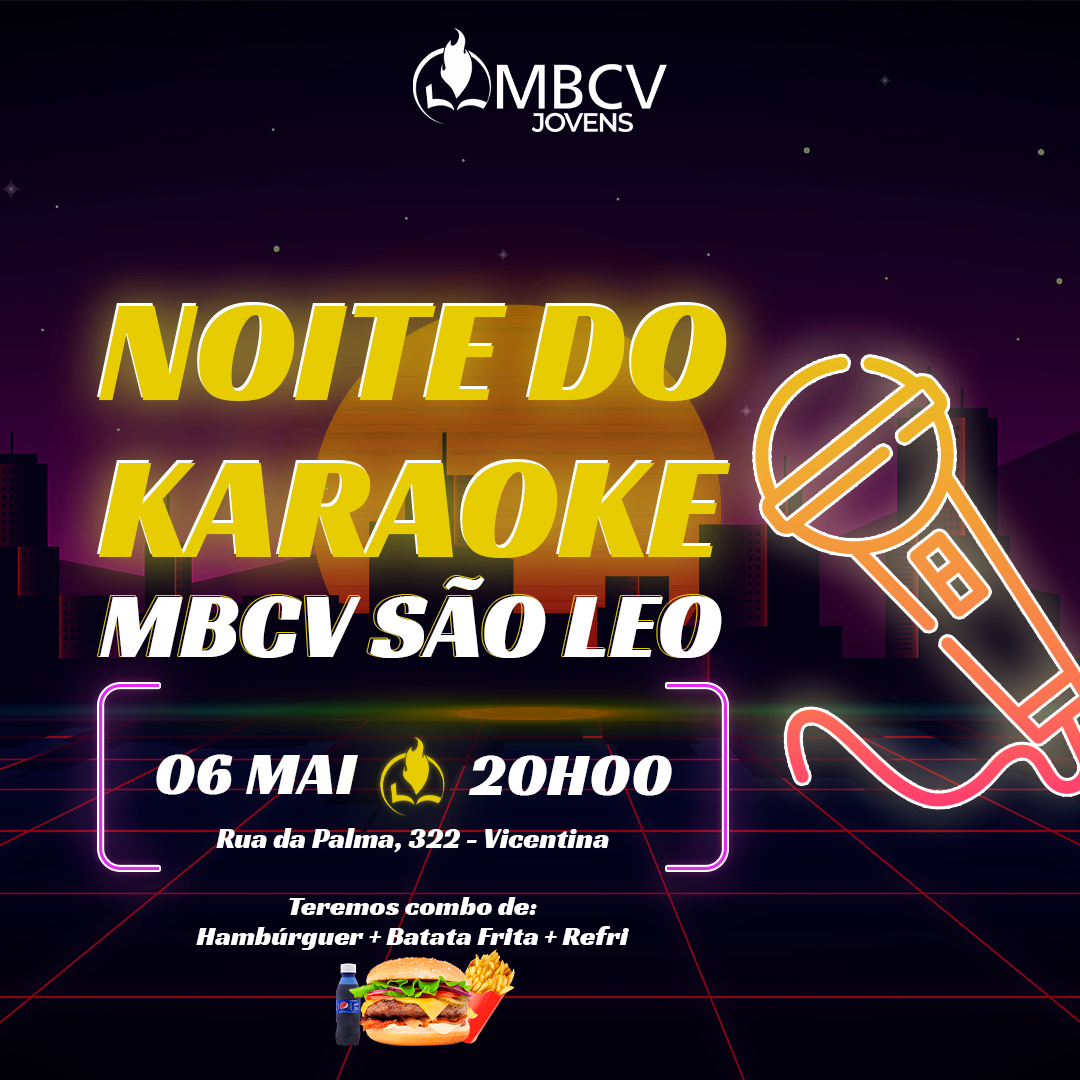 MBCV
JOVENS
NOITE DO
KARAOKE
MBCV SÃO LEO
06 MAI 20H00
Rua da Palma, 322 - Vicentina
Teremos combo de:
Hambúrguer + Batata Frita + Refri